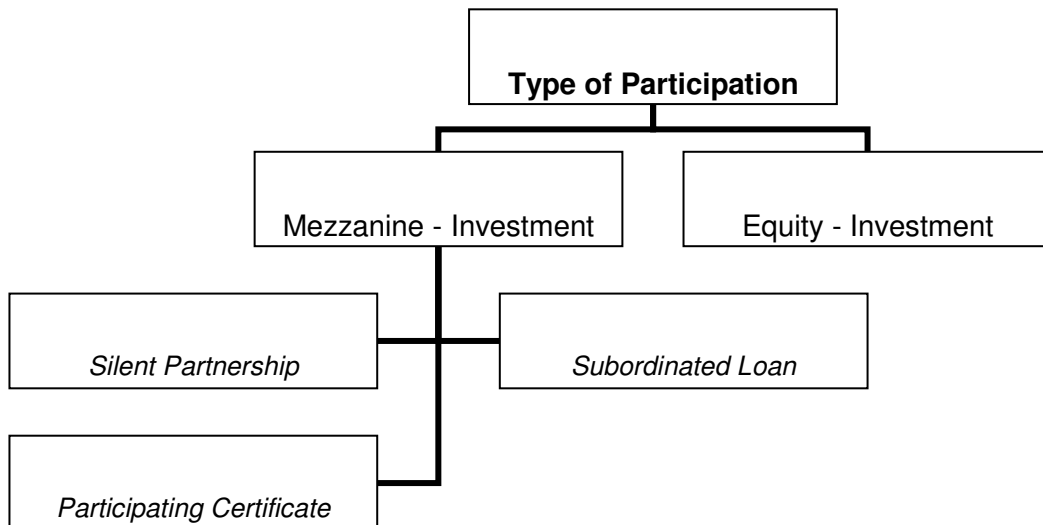 Type of Participation
Mezzanine - Investment
Equity - Investment
Silent Partnership
Subordinated Loan
Participating Certificate